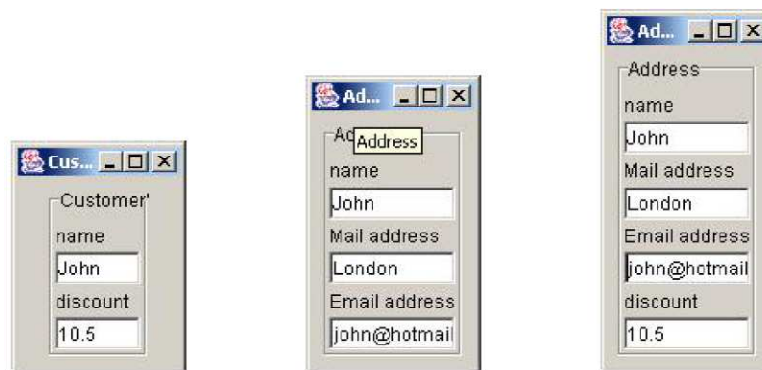 Cus...
Customer'
name
John
discount
10.5
Ad...
Ad
Address
name
John
Mail address
London
Email address
john@hotmail
Ad...
Address
name
John
Mail address
London
Email address
john@hotmail
discount
10.5